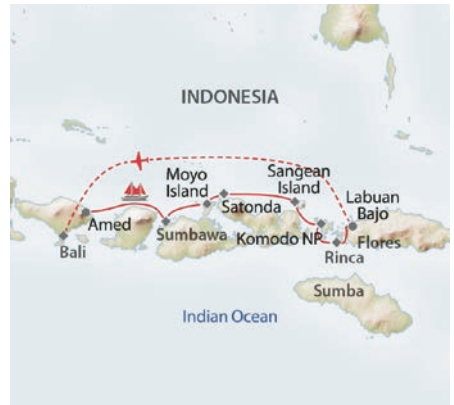 INDONESIA
Moyo
Island
Sangean
Island
Labuan
Bajo
Amed
Satonda
Sumbawa
Komodo NP
Flores
Bali
Rinca
Sumba
Indian Ocean